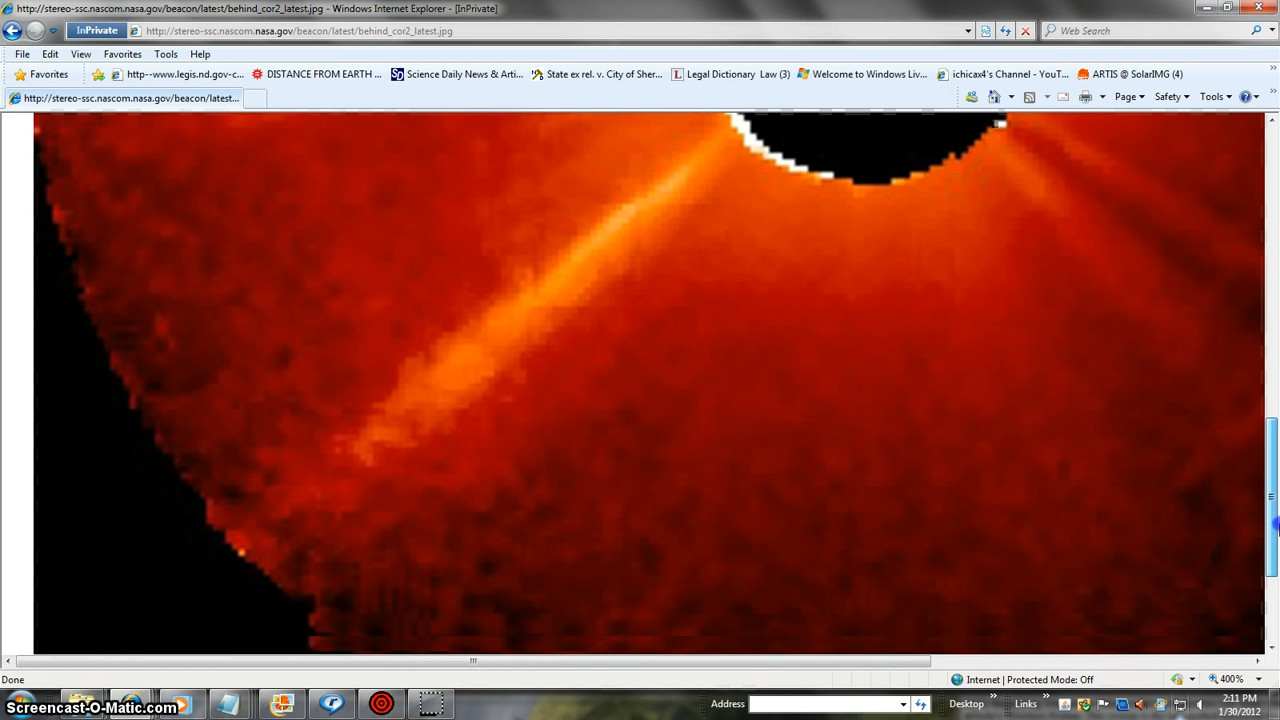 http://stereo-ssc.nascom.nasa.gov/beacon/latest/behind_cor2_latest.jpg - Windows Internet Explorer - [InPrivate]
InPrivate http://stereo-ssc.nascom.nasa.gov/beacon/latest/behind_cor2_latest.jpg Web Search
File Edit View Favorites Tools Help
Favorites http--www.legis.nd.gov-c... DISTANCE FROM EARTH ... Science Daily News & Arti... State ex rel. v. City of Sher... Legal Dictionary Law (3) Welcome to Windows Liv... ichicax4's Channel - YouT... ARTIS @ SolarIMG (4)
http://stereo-ssc.nascom.nasa.gov/beacon/latest... Page Safety Tools
Done Internet | Protected Mode: Off 400%
Screencast-O-Matic.com Address Desktop Links 2:11 PM
1/30/2012